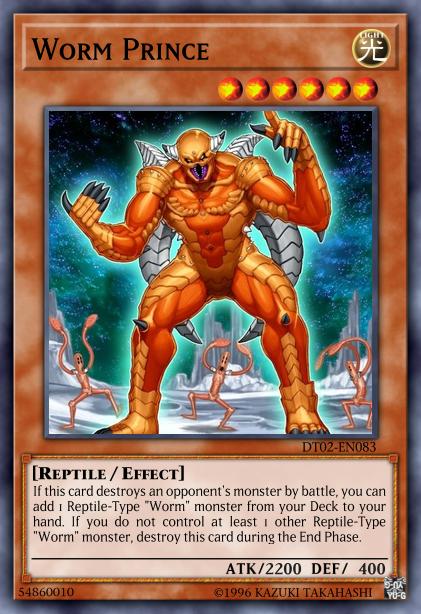 WORM PRINCE
LIGHT
光
DT02-EN083
[REPTILE / EFFECT]
If this card destroys an opponent's monster by battle, you can
add 1 Reptile-Type "Worm" monster from your Deck to your
hand. If you do not control at least 1 other Reptile-Type
"Worm" monster, destroy this card during the End Phase.
ATK/2200 DEF/ 400
54860010
©1996 KAZUKI TAKAHASHI